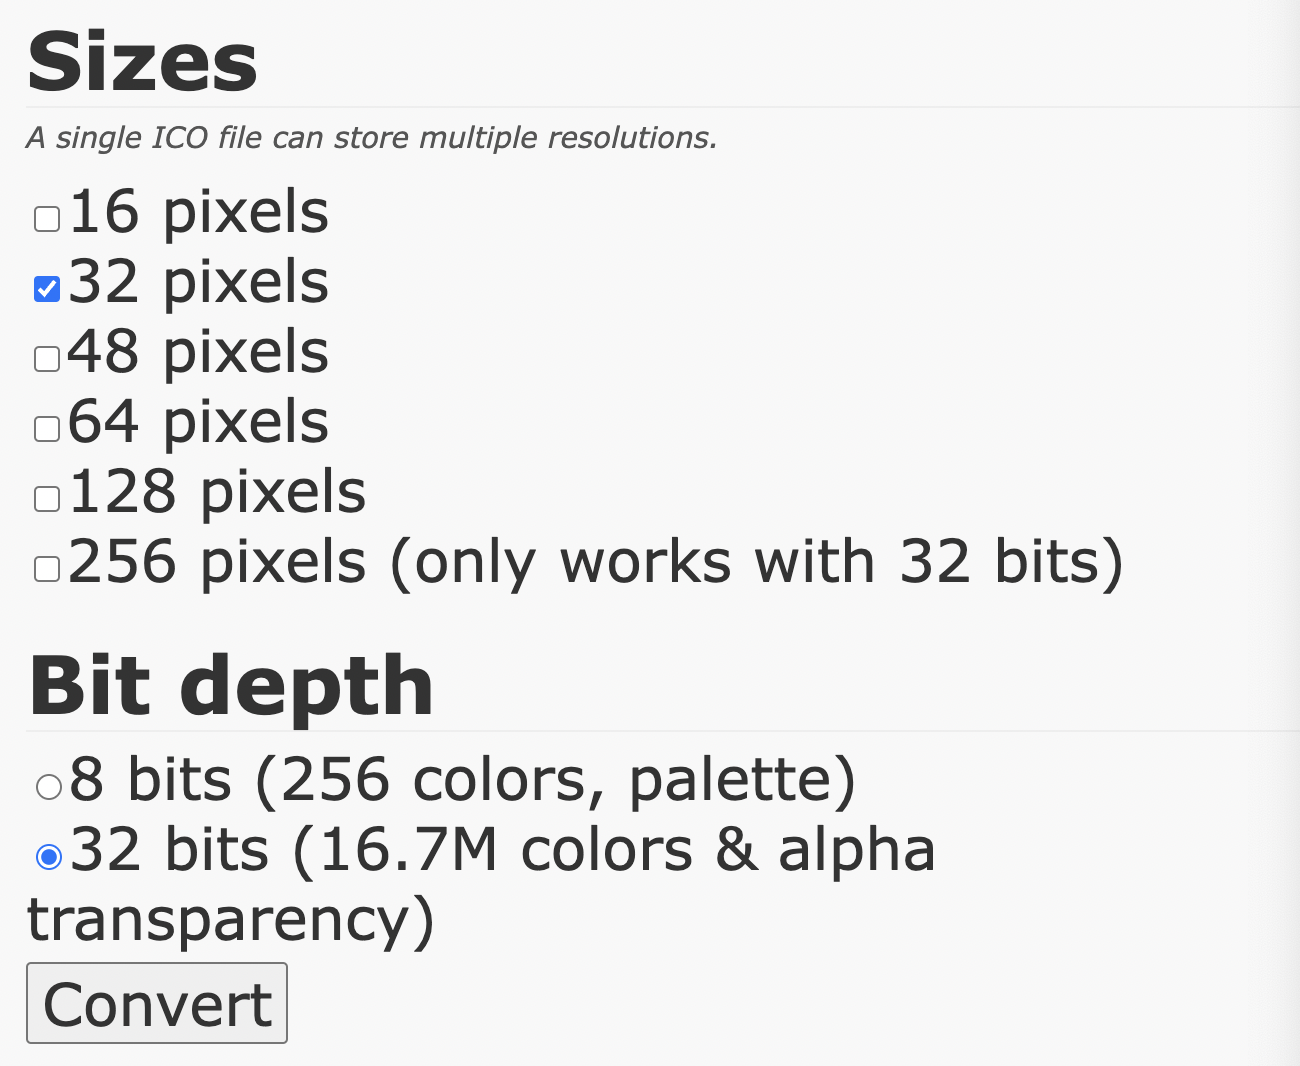 Sizes
A single ICO file can store multiple resolutions.
16 pixels
32 pixels
48 pixels
64 pixels
128 pixels
256 pixels (only works with 32 bits)
Bit depth
8 bits (256 colors, palette)
32 bits (16.7M colors & alpha
transparency)
Convert